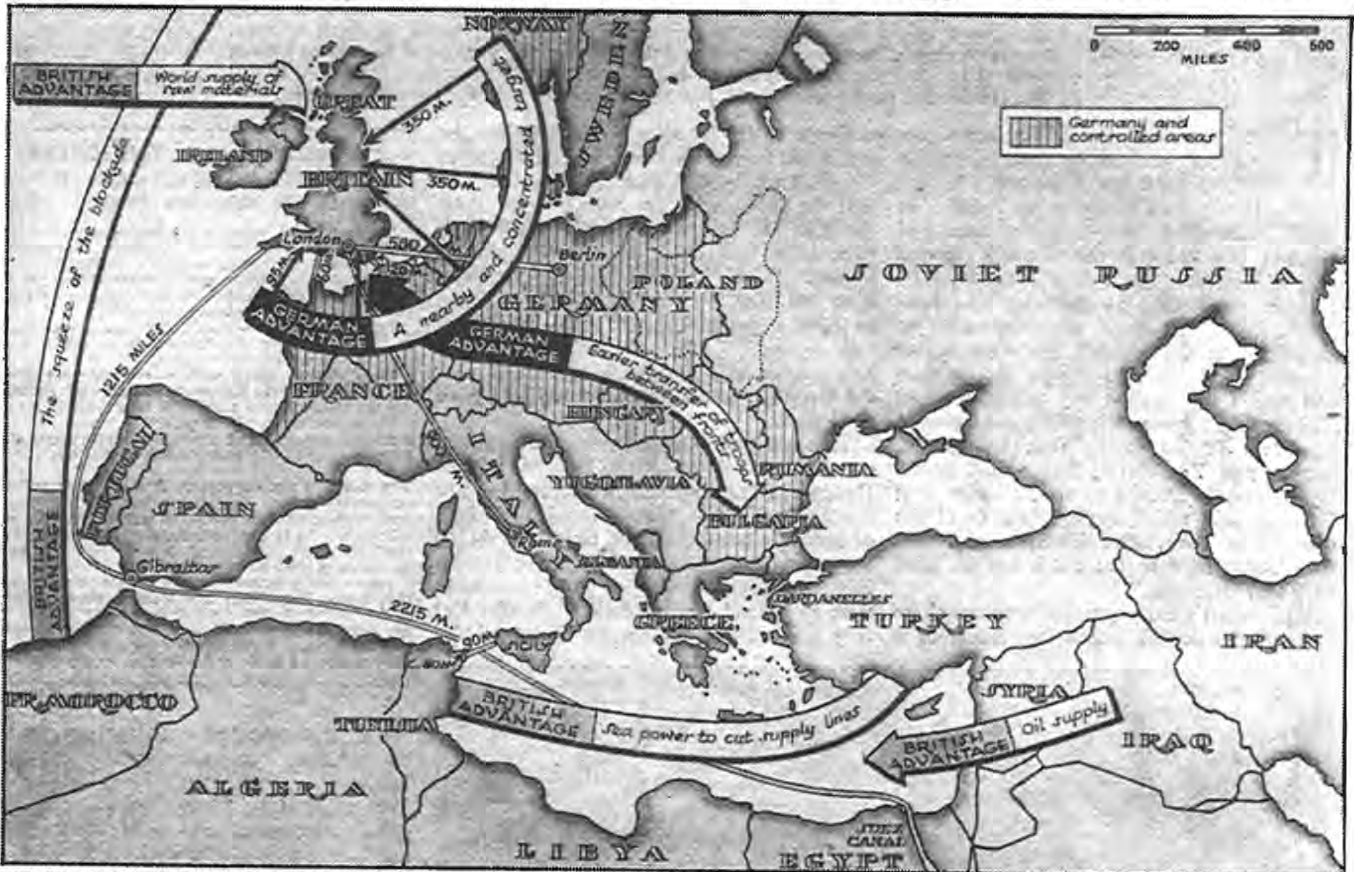 NORWAY
SWEDEN
0 200 400 600
MILES
BRITISH
ADVANTAGE
World supply of
raw materials
GREAT
BRITAIN
IRELAND
350 M.
350 M.
Germany and
controlled areas
The squeeze of the blockade
BRITISH
ADVANTAGE
London
580
Berlin
95M.
GERMAN
ADVANTAGE
A nearby and concentrated
target
GERMANY
POLAND
SOVIET RUSSIA
GERMAN
ADVANTAGE
Easier transfer of troops
between fronts
1215 MILES
FRANCE
HUNGARY
ITALY
RUMANIA
YUGOSLAVIA
BULGARIA
PORTUGAL
SPAIN
Rome
ALBANIA
Gibraltar
2215 M.
90M.
SICILY
GREECE
DARDANELLES
TURKEY
IRAN
FR. MOROCCO
TUNISIA
BRITISH
ADVANTAGE
Sea power to cut supply lines
SYRIA
BRITISH
ADVANTAGE
Oil supply
IRAQ
ALGERIA
LIBYA
SUEZ
CANAL
EGYPT